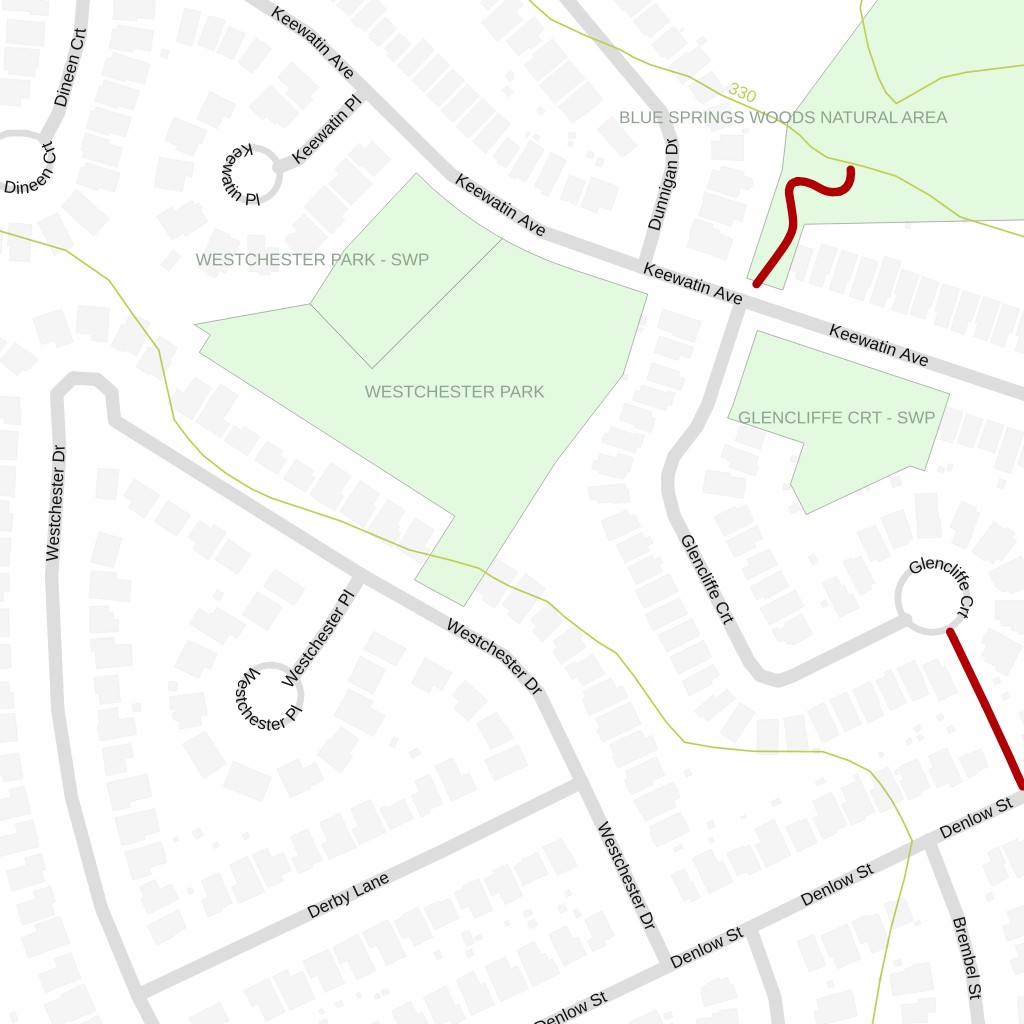 Keewatin Ave
Dineen Crt
330
Keewatin Pl
BLUE SPRINGS WOODS NATURAL AREA
Dineen Crt
Keewatin Pl
Dunnigan Dr
Keewatin Ave
WESTCHESTER PARK - SWP
Keewatin Ave
Keewatin Ave
WESTCHESTER PARK
GLENCLIFFE CRT - SWP
Westchester Dr
Glencliffe Crt
Glencliffe Crt
Westchester Pl
Westchester Dr
Westchester Pl
Denlow St
Westchester Dr
Derby Lane
Denlow St
Denlow St
Brembel St
Denlow St